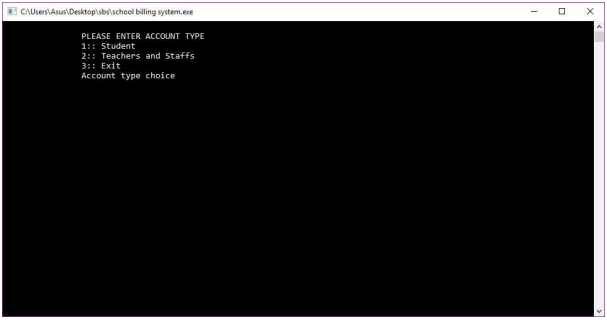 C:\Users\Asus\Desktop\sbs\school billing system.exe
PLEASE ENTER ACCOUNT TYPE
1:: Student
2:: Teachers and Staffs
3:: Exit
Account type choice